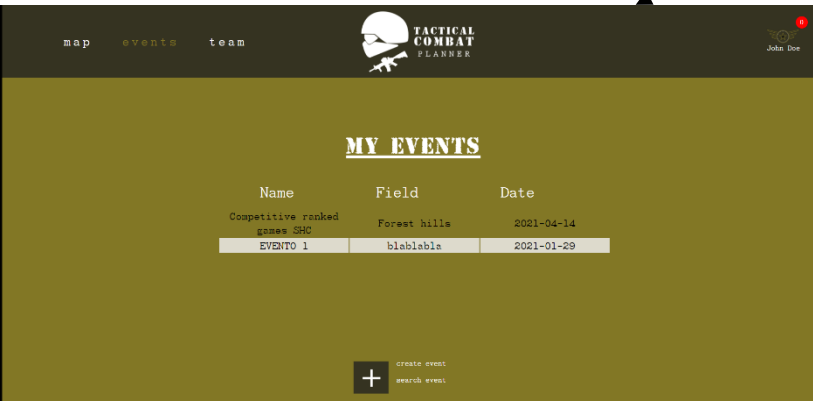 map events team
TACTICAL
COMBAT
PLANNER
0
John Doe
MY EVENTS
Name Field Date
Competitive ranked
games SHC Forest hills 2021-04-14
EVENTO 1 blablabla 2021-01-29
+
create event
search event